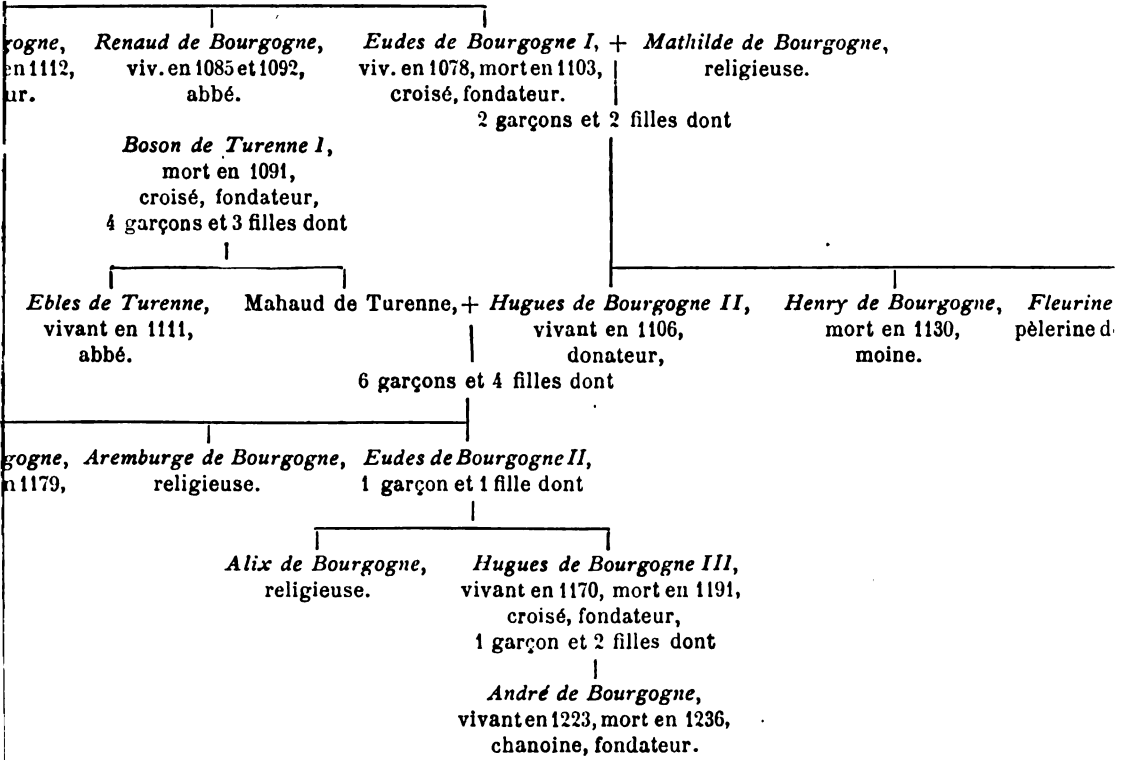 rogne, Renaud de Bourgogne, Eudes de Bourgogne I, + Mathilde de Bourgogne,
en 1112, viv. en 1085 et 1092, viv. en 1078, mort en 1103, religieuse.
ur. abbé. croisé, fondateur.
2 garçons et 2 filles dont
Boson de Turenne I,
mort en 1091,
croisé, fondateur,
4 garçons et 3 filles dont
Ebles de Turenne, Mahaud de Turenne, + Hugues de Bourgogne II, Henry de Bourgogne, Fleurine
vivant en 1111, vivant en 1106, mort en 1130, pèlerine d
abbé. donateur, moine.
6 garçons et 4 filles dont
gogne, Aremburge de Bourgogne, Eudes de Bourgogne II,
n 1179, religieuse. 1 garçon et 1 fille dont
Alix de Bourgogne, Hugues de Bourgogne III,
religieuse. vivant en 1170, mort en 1191,
croisé, fondateur,
1 garçon et 2 filles dont
André de Bourgogne,
vivant en 1223, mort en 1236,
chanoine, fondateur.